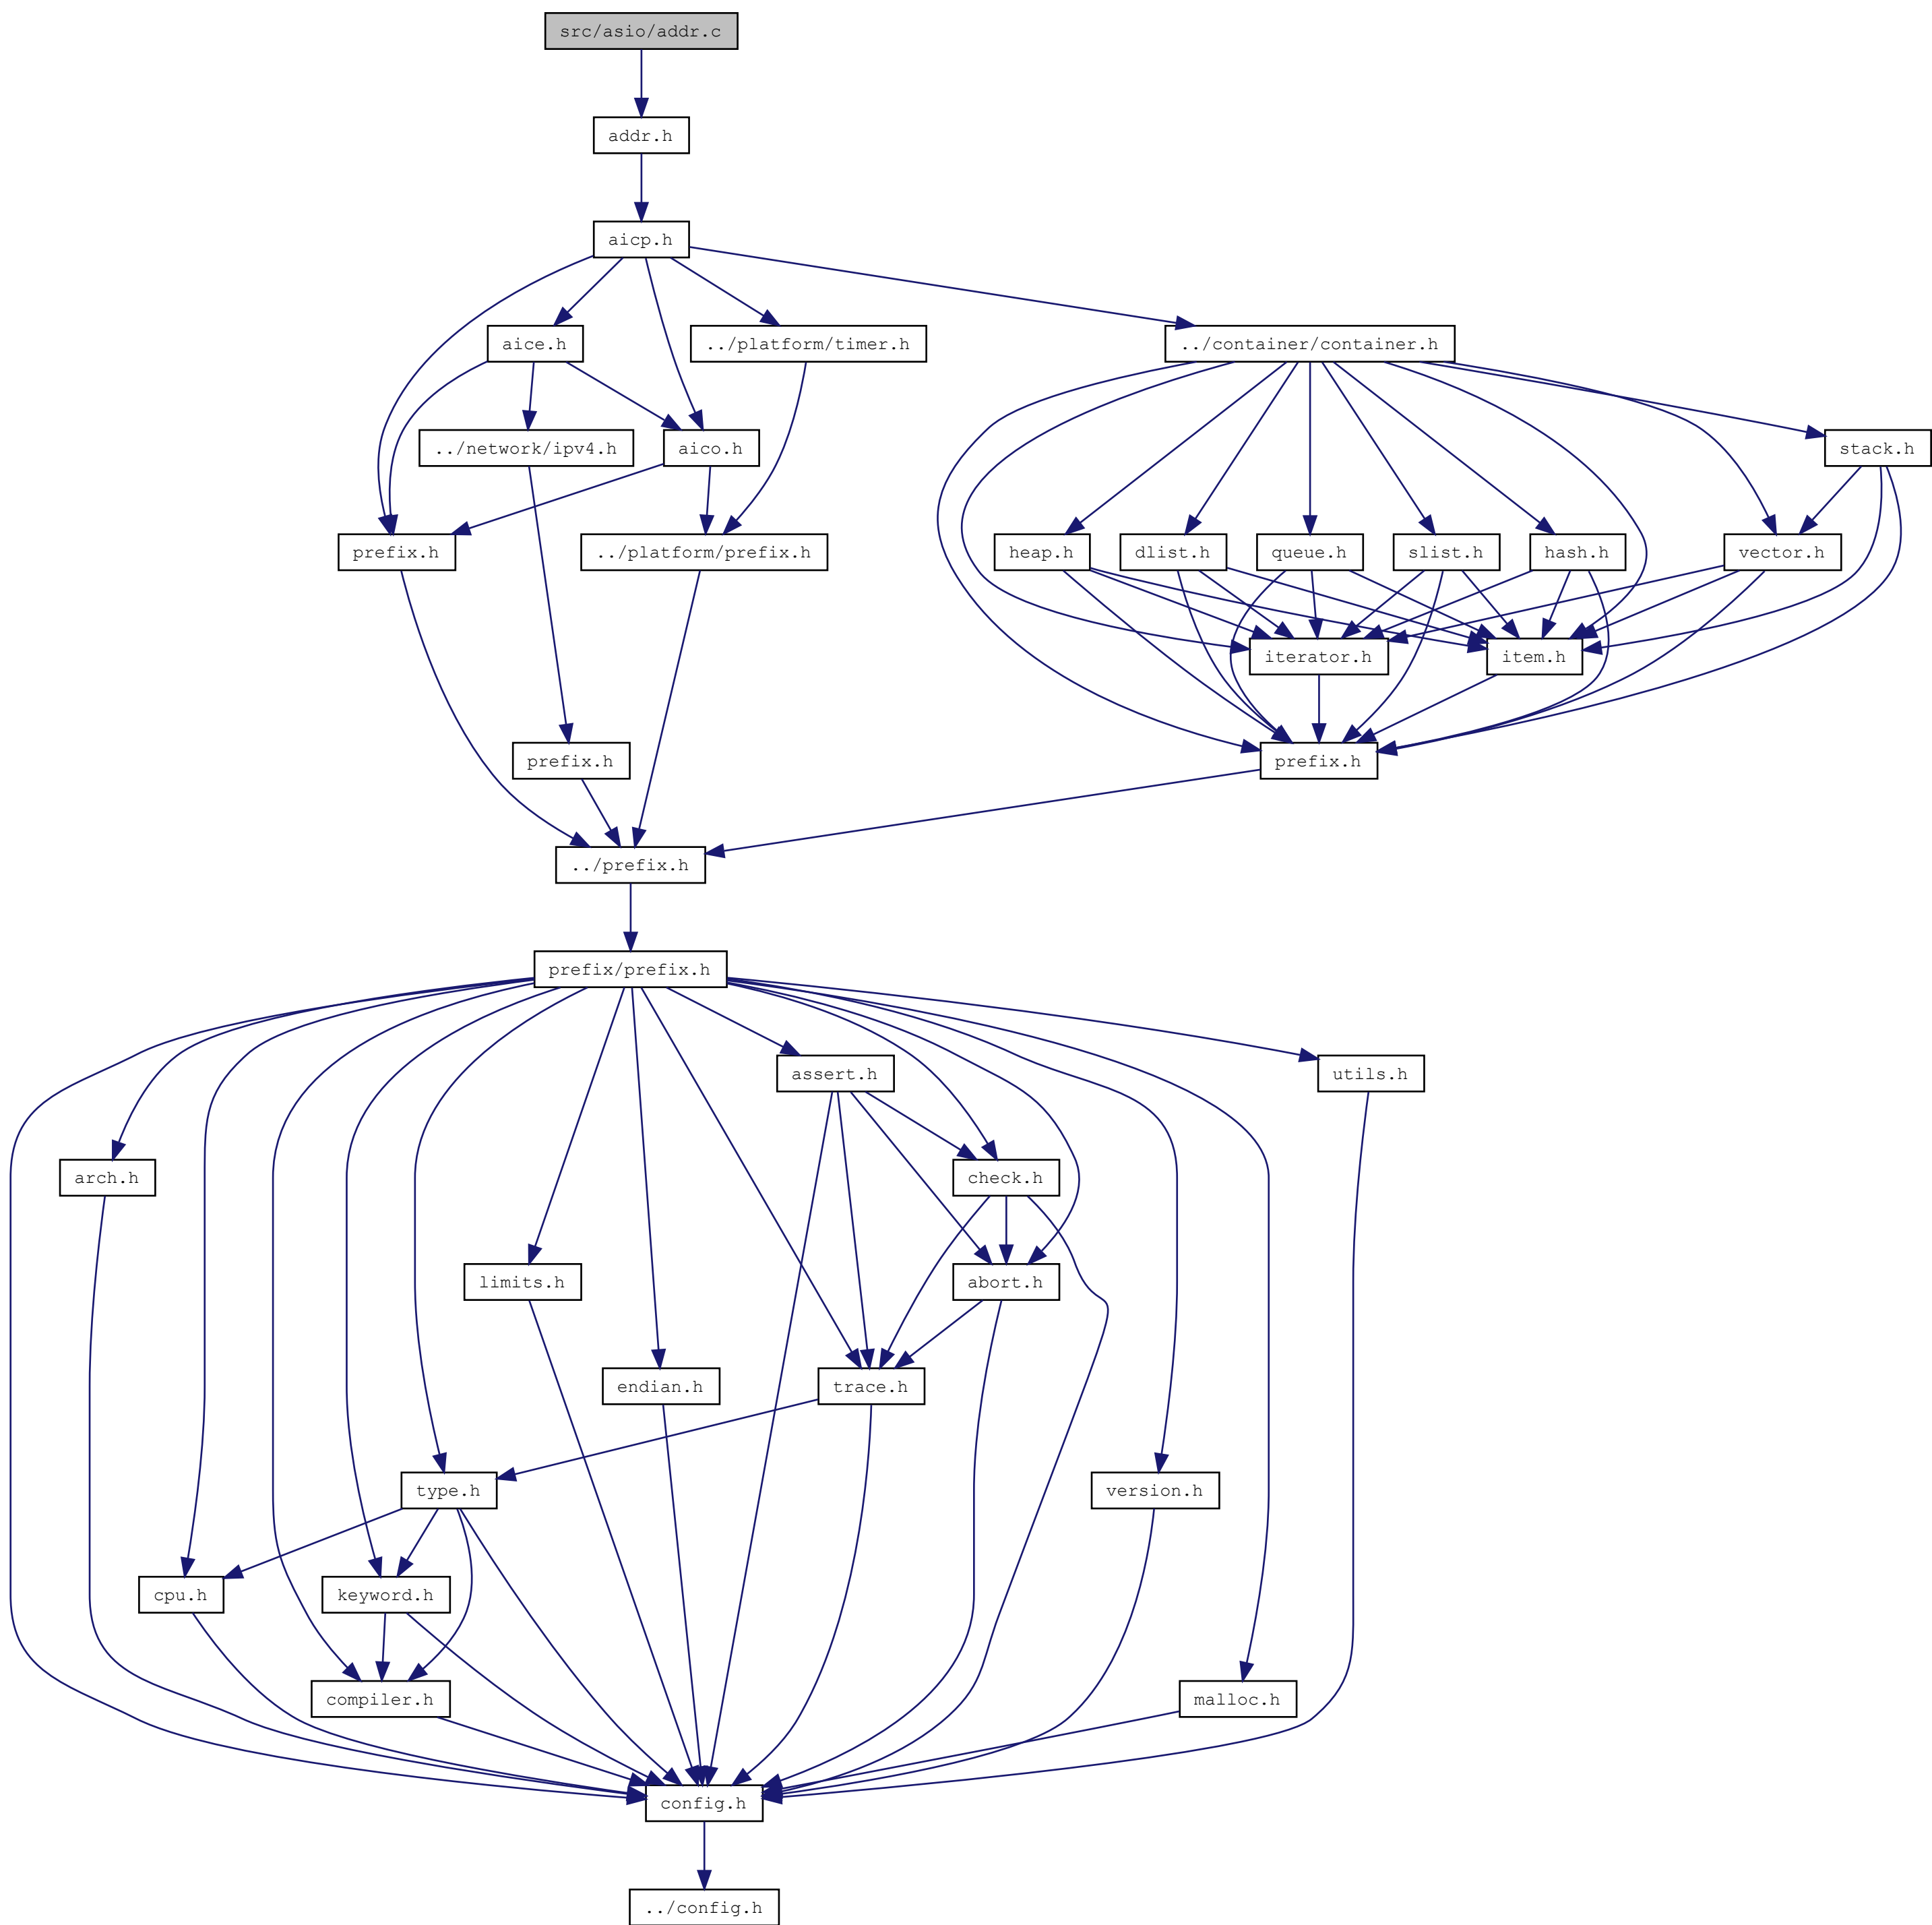 src/asio/addr.c
addr.h
aicp.h
aice.h
../platform/timer.h
../container/container.h
../network/ipv4.h
aico.h
stack.h
prefix.h
../platform/prefix.h
heap.h
dlist.h
queue.h
slist.h
hash.h
vector.h
iterator.h
item.h
prefix.h
prefix.h
../prefix.h
prefix/prefix.h
assert.h
utils.h
arch.h
check.h
limits.h
abort.h
endian.h
trace.h
type.h
version.h
cpu.h
keyword.h
compiler.h
malloc.h
config.h
../config.h